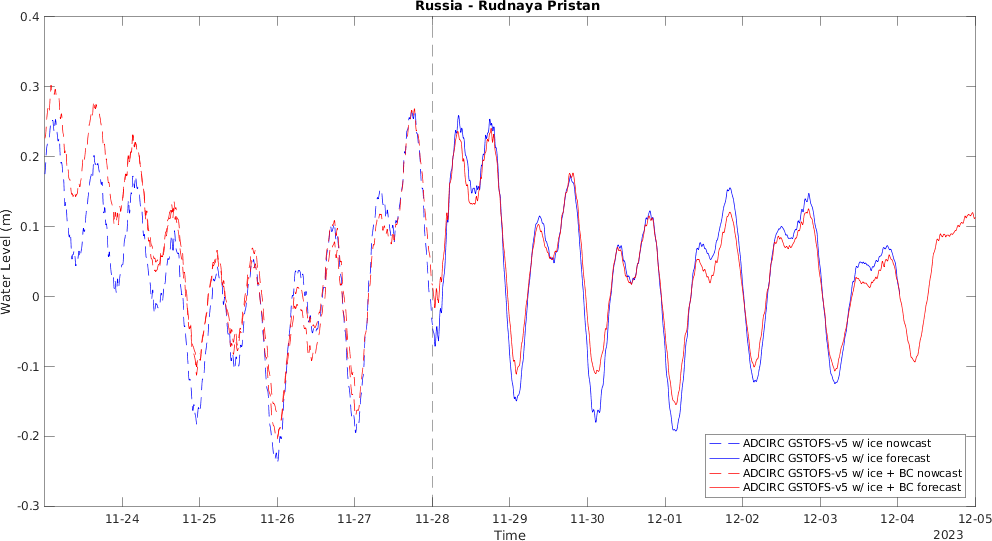 Russia - Rudnaya Pristan
0.4
0.3
0.2
0.1
0
-0.1
-0.2
-0.3
Water Level (m)
ADCIRC GSTOFS-v5 w/ ice nowcast
ADCIRC GSTOFS-v5 w/ ice forecast
ADCIRC GSTOFS-v5 w/ ice + BC nowcast
ADCIRC GSTOFS-v5 w/ ice + BC forecast
11-24 11-25 11-26 11-27 11-28 11-29 11-30 12-01 12-02 12-03 12-04 12-05
Time
2023